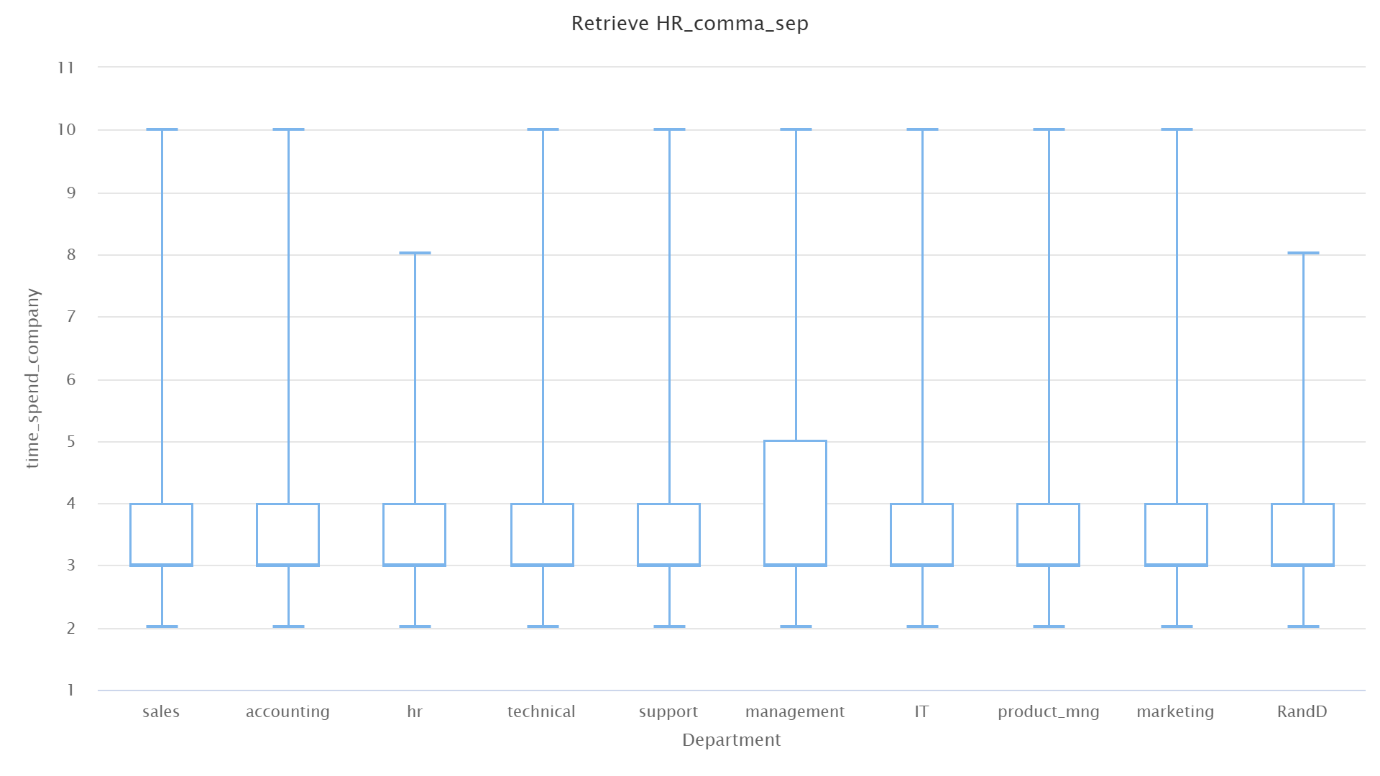 Retrieve HR_comma_sep
11
10
9
8
7
6
5
4
3
2
1
time_spend_company
sales accounting hr technical support management IT product_mng marketing RandD
Department